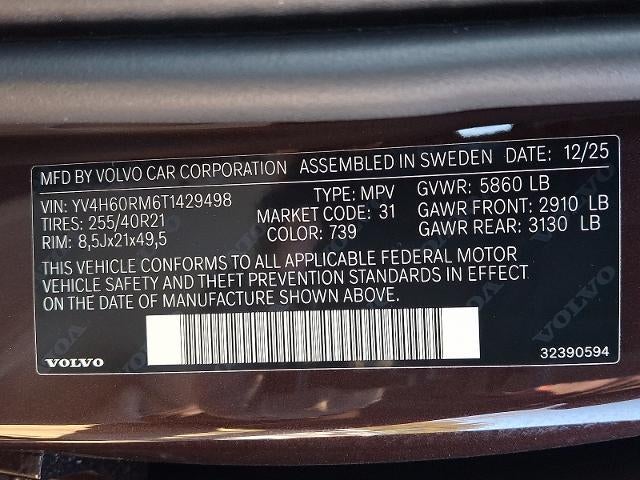 MFD BY VOLVO CAR CORPORATION ASSEMBLED IN SWEDEN DATE: 12/25
VIN: YV4H60RM6T1429498 TYPE: MPV GVWR: 5860 LB
TIRES: 255/40R21 MARKET CODE: 31 GAWR FRONT: 2910 LB
RIM: 8,5Jx21x49,5 COLOR: 739 GAWR REAR: 3130 LB
THIS VEHICLE CONFORMS TO ALL APPLICABLE FEDERAL MOTOR
VEHICLE SAFETY AND THEFT PREVENTION STANDARDS IN EFFECT
ON THE DATE OF MANUFACTURE SHOWN ABOVE.
VOLVO 32390594